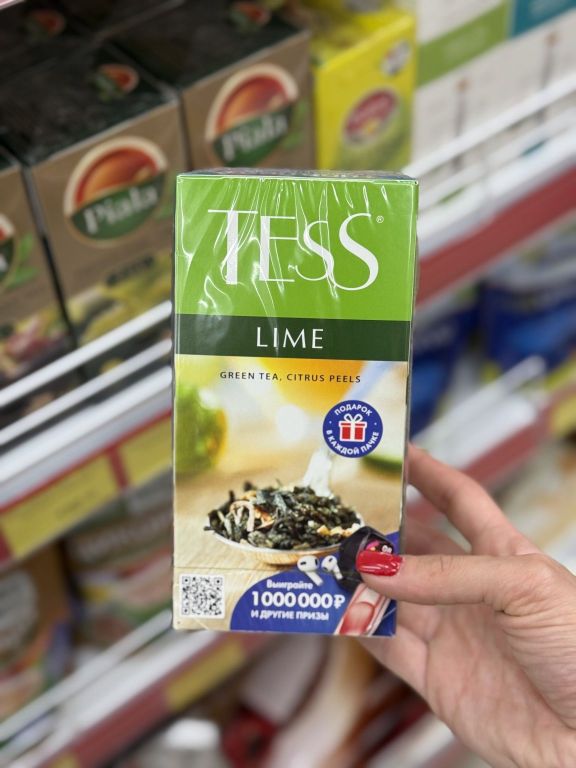 Piala
Piala
TESS®
LIME
GREEN TEA, CITRUS PEELS
ПОДАРОК
В КАЖДОЙ ПАЧКЕ
Выиграйте
1 000 000 ₽
И ДРУГИЕ ПРИЗЫ